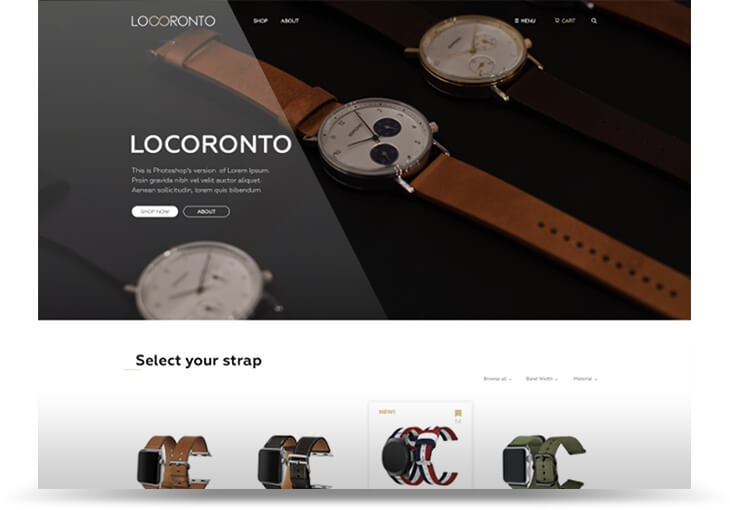 LOCORONTO
SHOP ABOUT MENU CART
LOCORONTO
This is Photoshop's version of Lorem Ipsum.
Proin gravida nibh vel velit auctor aliquet.
Aenean sollicitudin, lorem quis bibendum
SHOP NOW ABOUT
Select your strap
Browse all Band Width Material
NEW!